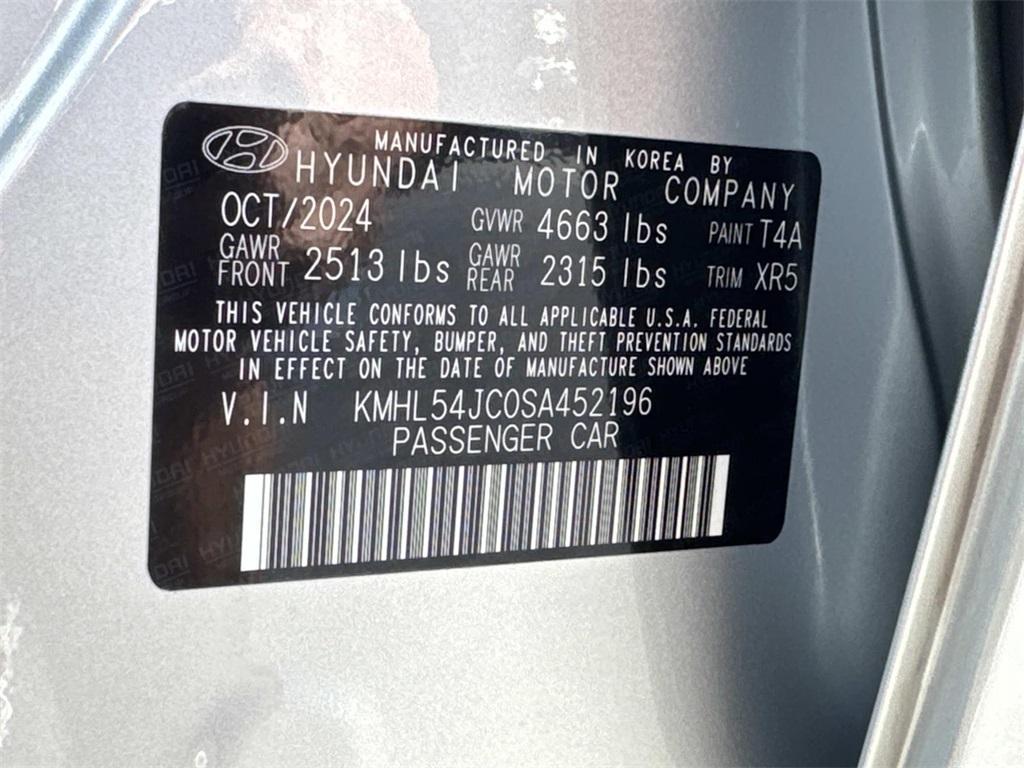 MANUFACTURED IN KOREA BY
HYUNDAI MOTOR COMPANY
OCT/2024 GVWR 4663 lbs PAINT T4A
GAWR FRONT 2513 lbs GAWR REAR 2315 lbs TRIM XR5
THIS VEHICLE CONFORMS TO ALL APPLICABLE U.S.A. FEDERAL
MOTOR VEHICLE SAFETY, BUMPER, AND THEFT PREVENTION STANDARDS
IN EFFECT ON THE DATE OF MANUFACTURE SHOWN ABOVE
V.I.N KMHL54JC0SA452196
PASSENGER CAR